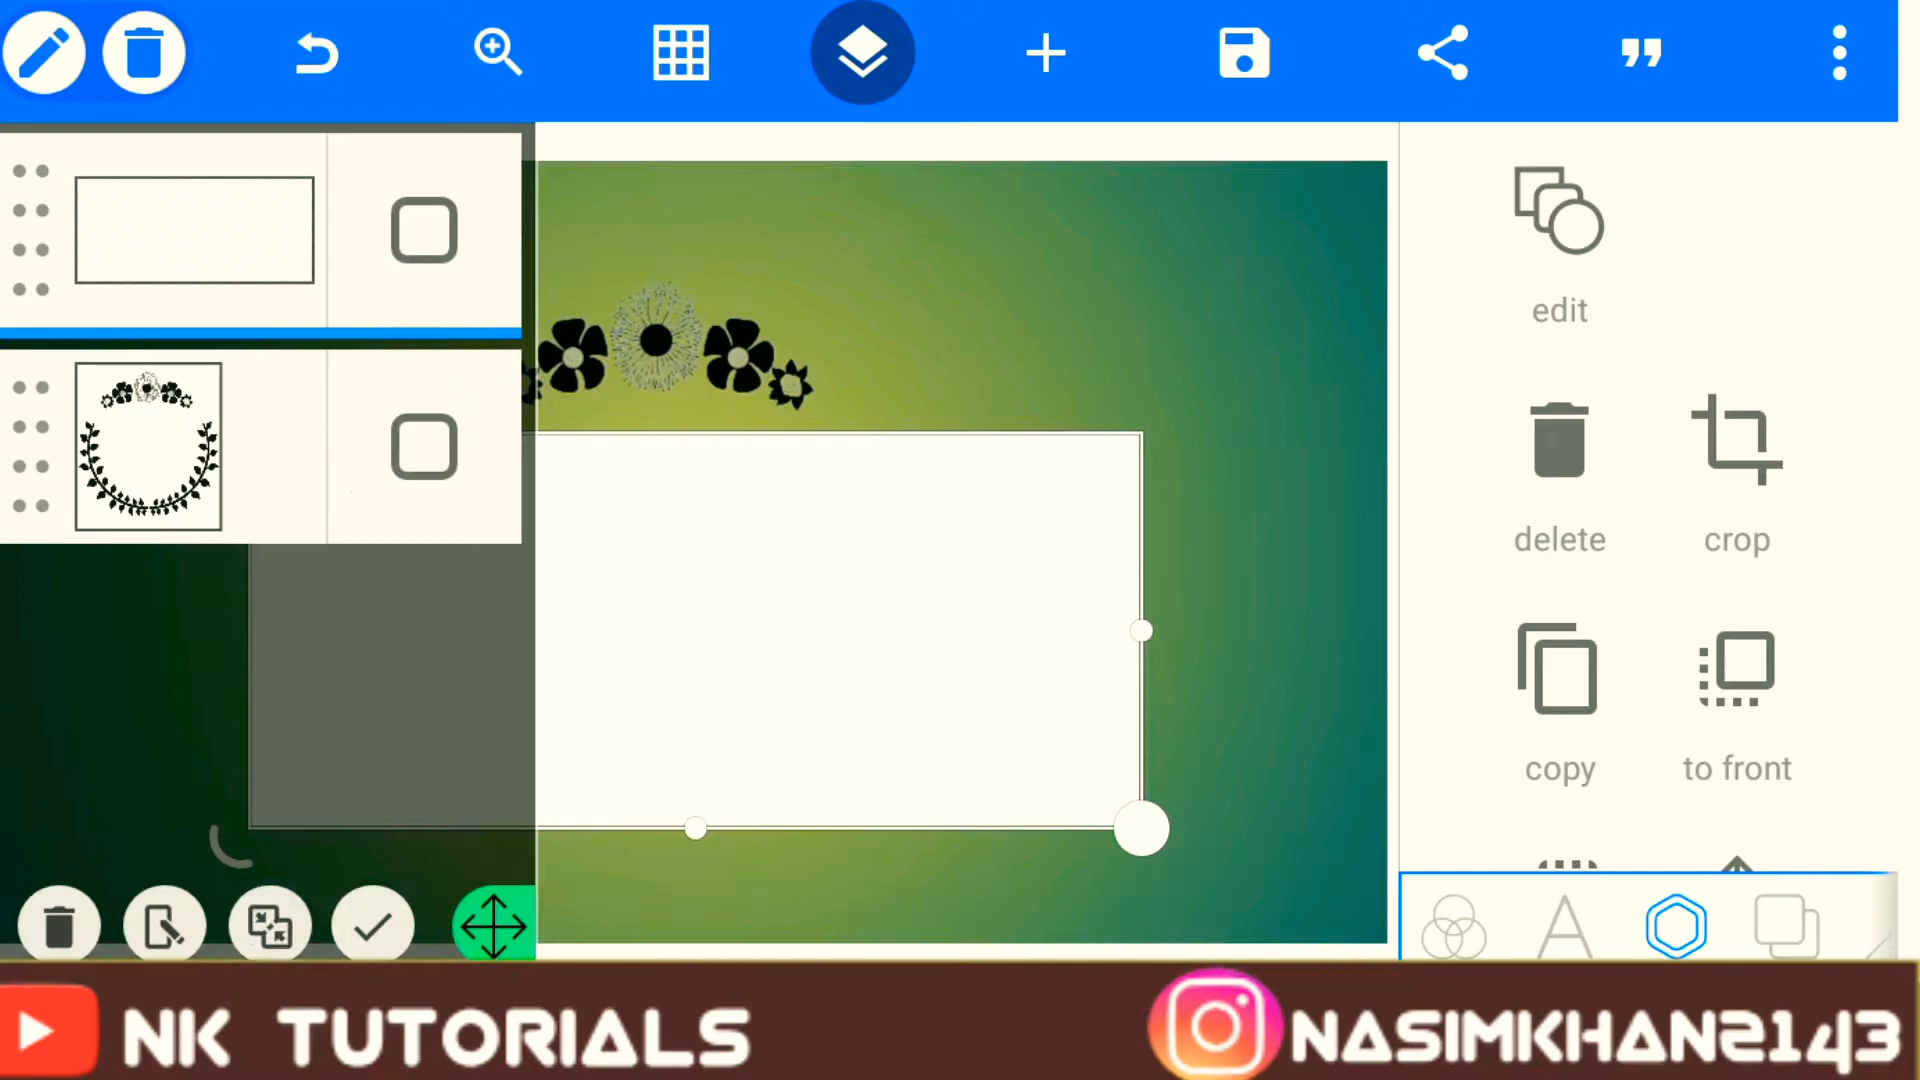 edit
delete crop
copy to front
NK TUTORIALS
NASIMKHAN2143